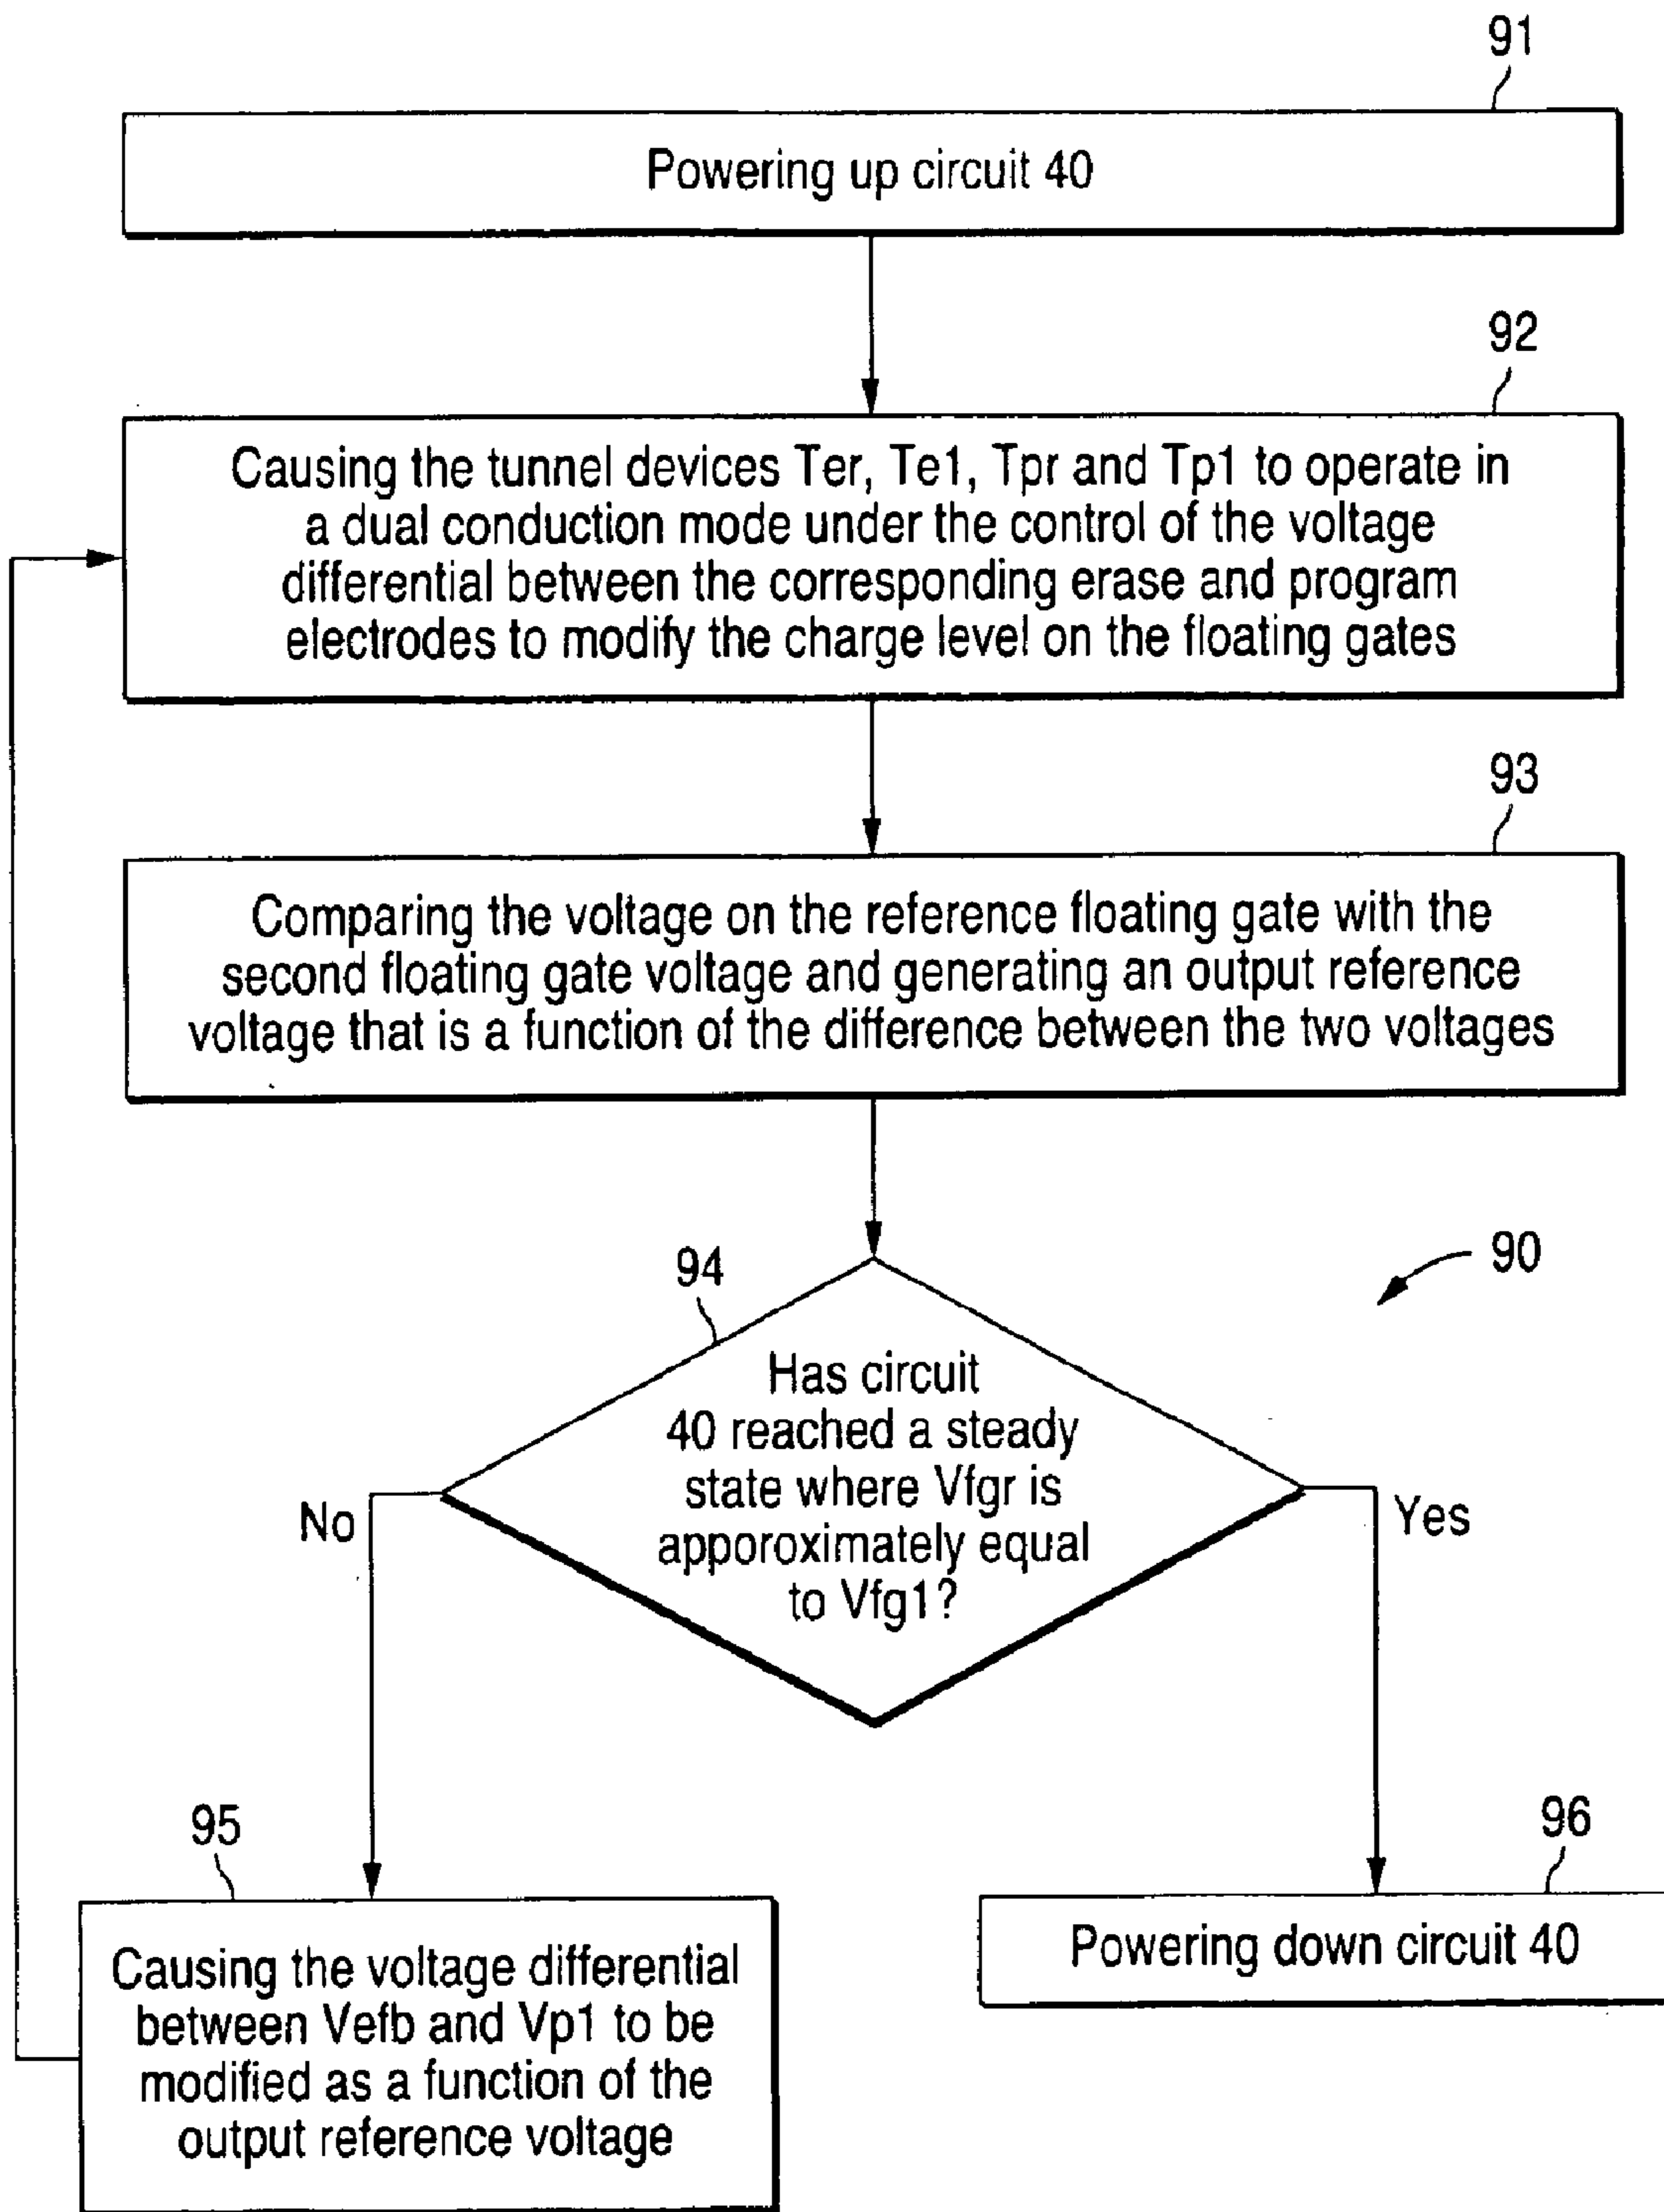 91
Powering up circuit 40
92
Causing the tunnel devices Ter, Te1, Tpr and Tp1 to operate in
a dual conduction mode under the control of the voltage
differential between the corresponding erase and program
electrodes to modify the charge level on the floating gates
93
Comparing the voltage on the reference floating gate with the
second floating gate voltage and generating an output reference
voltage that is a function of the difference between the two voltages
90
94
Has circuit
40 reached a steady
state where Vfgr is
apporoximately equal
to Vfg1?
No
Yes
95
Causing the voltage differential
between Vefb and Vp1 to be
modified as a function of the
output reference voltage
96
Powering down circuit 40